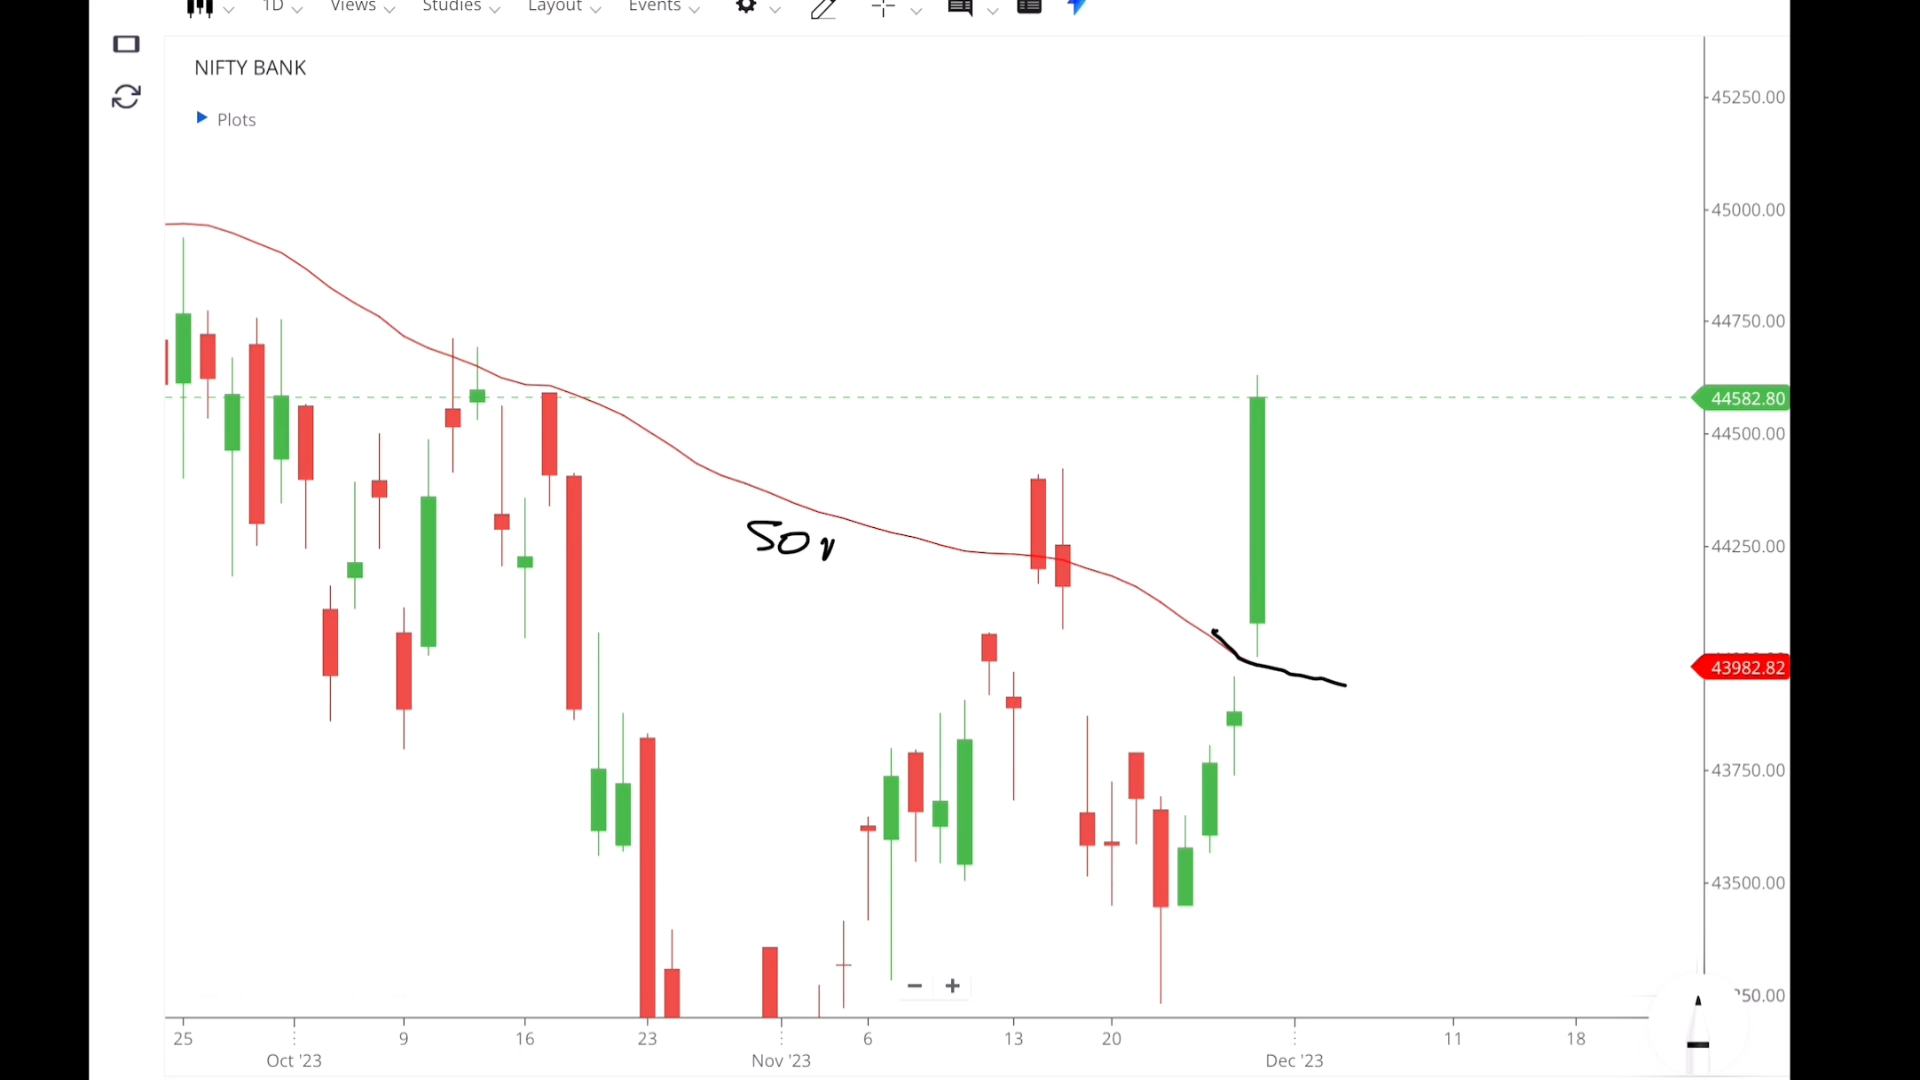 1D Views Studies Layout Events
NIFTY BANK
Plots
45250.00
45000.00
44750.00
44582.80
44500.00
44250.00
43982.82
43750.00
43500.00
50.00
50
− +
25 9 16 23 6 13 20 11 18
Oct '23 Nov '23 Dec '23